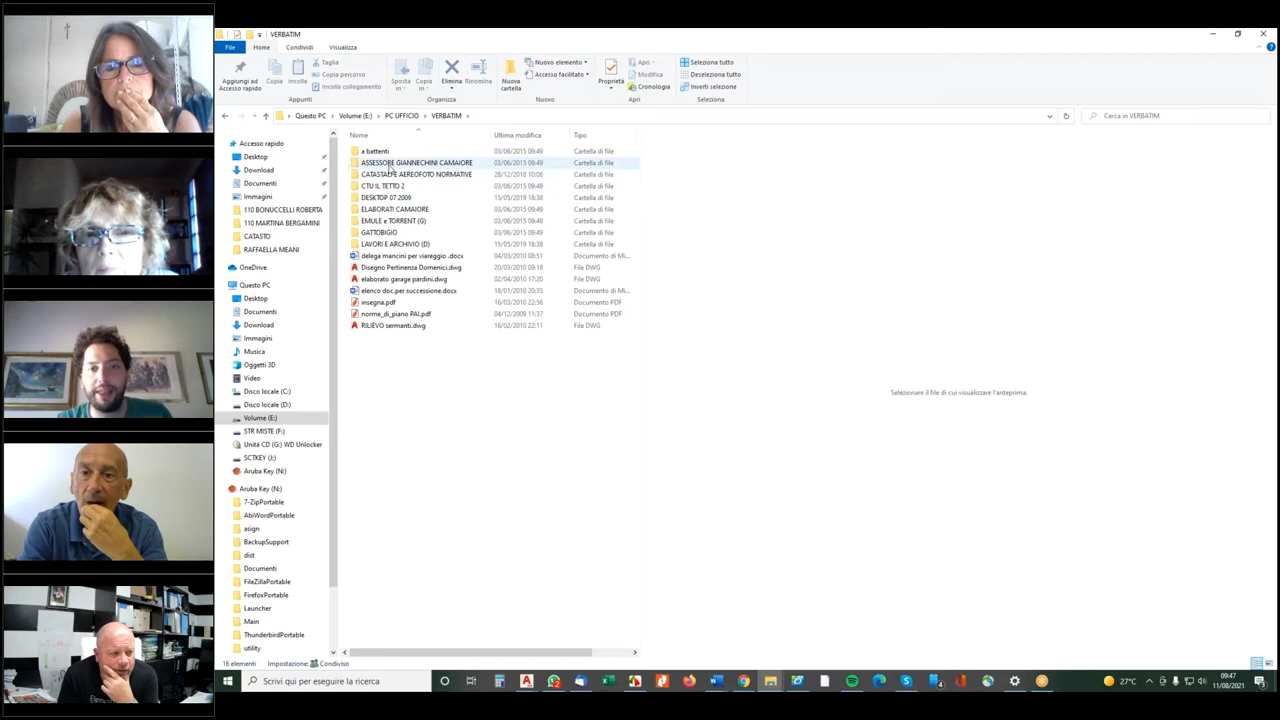 VERBATIM
File Home Condividi Visualizza
Aggiungi ad Accesso rapido
Copia
Incolla
Taglia
Copia percorso
Incolla collegamento
Appunti
Sposta in
Copia in
Elimina
Rinomina
Organizza
Nuova cartella
Nuovo elemento
Accesso facilitato
Nuovo
Proprietà
Apri
Modifica
Cronologia
Apri
Seleziona tutto
Deseleziona tutto
Inverti selezione
Selezione
Questo PC > Volume (E:) > PC UFFICIO > VERBATIM >
Cerca in VERBATIM
Accesso rapido
Desktop
Download
Documenti
Immagini
110 BONUCCELLI ROBERTA
110 MARTINA BERGAMINI
CATASTO
RAFFAELLA MEANI
OneDrive
Questo PC
Desktop
Documenti
Download
Immagini
Musica
Oggetti 3D
Video
Disco locale (C:)
Disco locale (D:)
Volume (E:)
STR MISTE (F:)
Unità CD (G:) WD Unlocker
SCTKEY (J:)
Aruba Key (N:)
Aruba Key (N:)
7-ZipPortable
AbiWordPortable
asign
BackupSupport
dist
Documenti
FileZillaPortable
FirefoxPortable
Launcher
Main
ThunderbirdPortable
utility
Nome Ultima modifica Tipo
a battenti 03/06/2015 09:49 Cartella di file
ASSESSORE GIANNECHINI CAMAIORE 03/06/2015 09:49 Cartella di file
CATASTALE AEREOFOTO NORMATIVE 28/12/2018 10:06 Cartella di file
CTU IL TETTO 2 03/06/2015 09:49 Cartella di file
DESKTOP 07 2009 15/05/2019 18:38 Cartella di file
ELABORATI CAMAIORE 03/06/2015 09:49 Cartella di file
EMULE e TORRENT (G) 03/06/2015 09:49 Cartella di file
GATTOBIGIO 03/06/2015 09:49 Cartella di file
LAVORI E ARCHIVIO (D) 15/05/2019 18:38 Cartella di file
delega mancini per viareggio .docx 04/03/2010 08:51 Documento di Mi...
Disegno Pertinenza Domenici.dwg 20/03/2010 09:18 File DWG
elaborato garage pardini.dwg 02/04/2010 17:20 File DWG
elenco doc.per successione.docx 18/01/2010 20:35 Documento di Mi...
insegna.pdf 16/03/2010 22:56 Documento PDF
norme_di_piano PAI.pdf 04/12/2009 11:37 Documento PDF
RILIEVO sermanti.dwg 16/02/2010 22:11 File DWG
Selezionare il file di cui visualizzare l'anteprima.
16 elementi Impostazione: Condiviso
Scrivi qui per eseguire la ricerca
27°C
09:47
11/08/2021